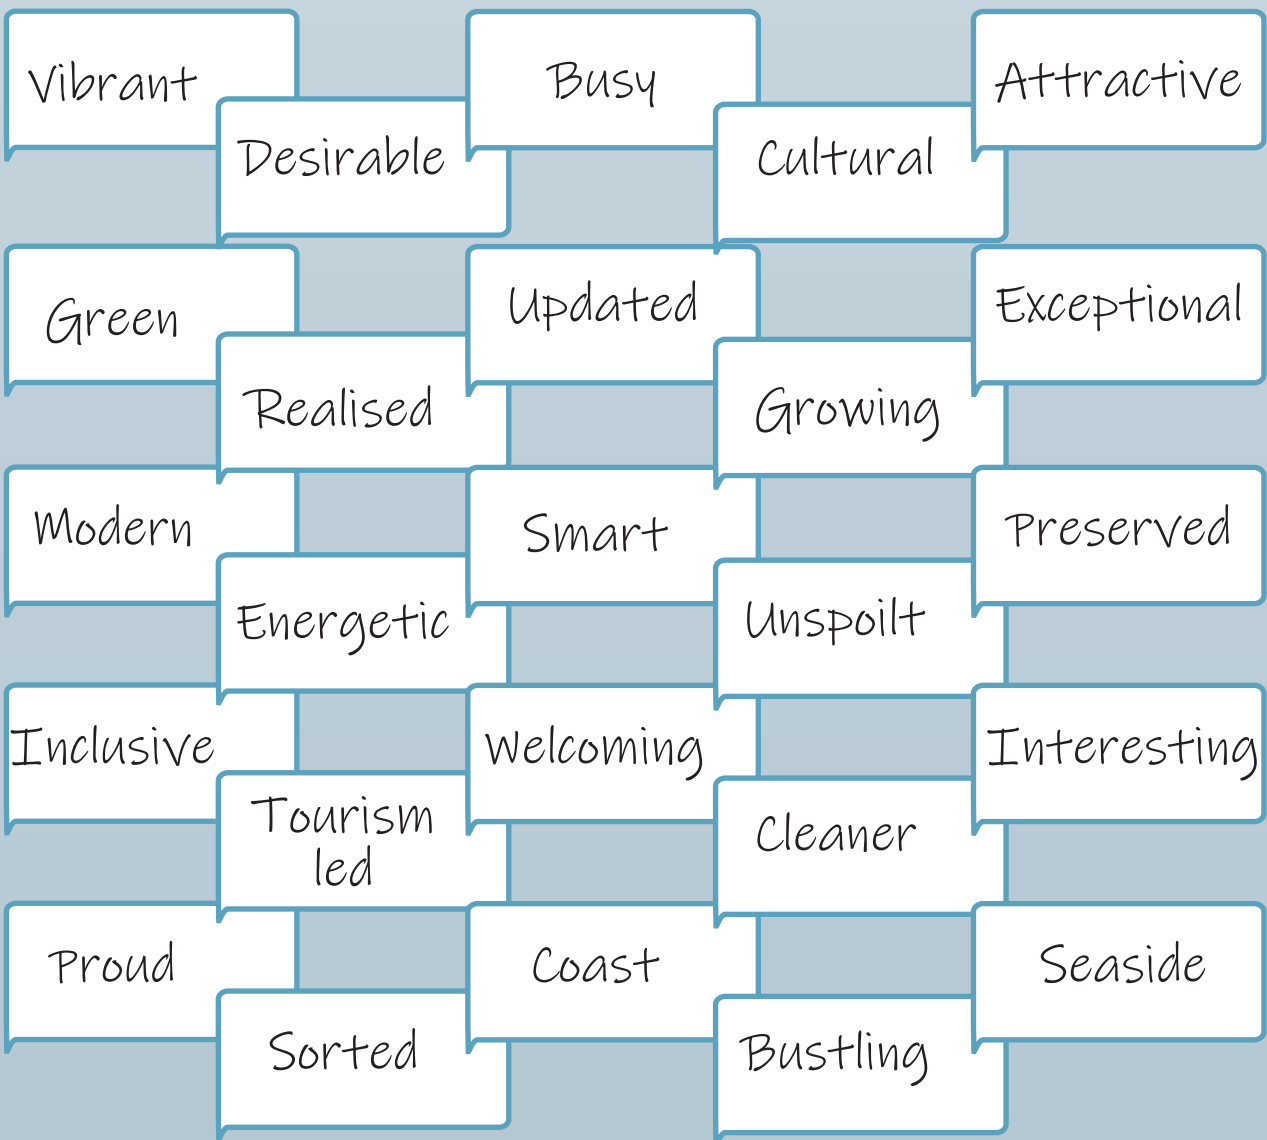 Vibrant
Busy
Attractive
Desirable
Cultural
Green
Updated
Exceptional
Realised
Growing
Modern
Smart
Preserved
Energetic
Unspoilt
Inclusive
Welcoming
Interesting
Tourism
led
Cleaner
Proud
Coast
Seaside
Sorted
Bustling